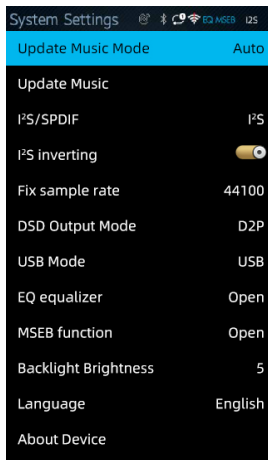 System Settings EQ MSEB I2S
Update Music Mode Auto
Update Music
I²S/SPDIF I²S
I²S inverting
Fix sample rate 44100
DSD Output Mode D2P
USB Mode USB
EQ equalizer Open
MSEB function Open
Backlight Brightness 5
Language English
About Device